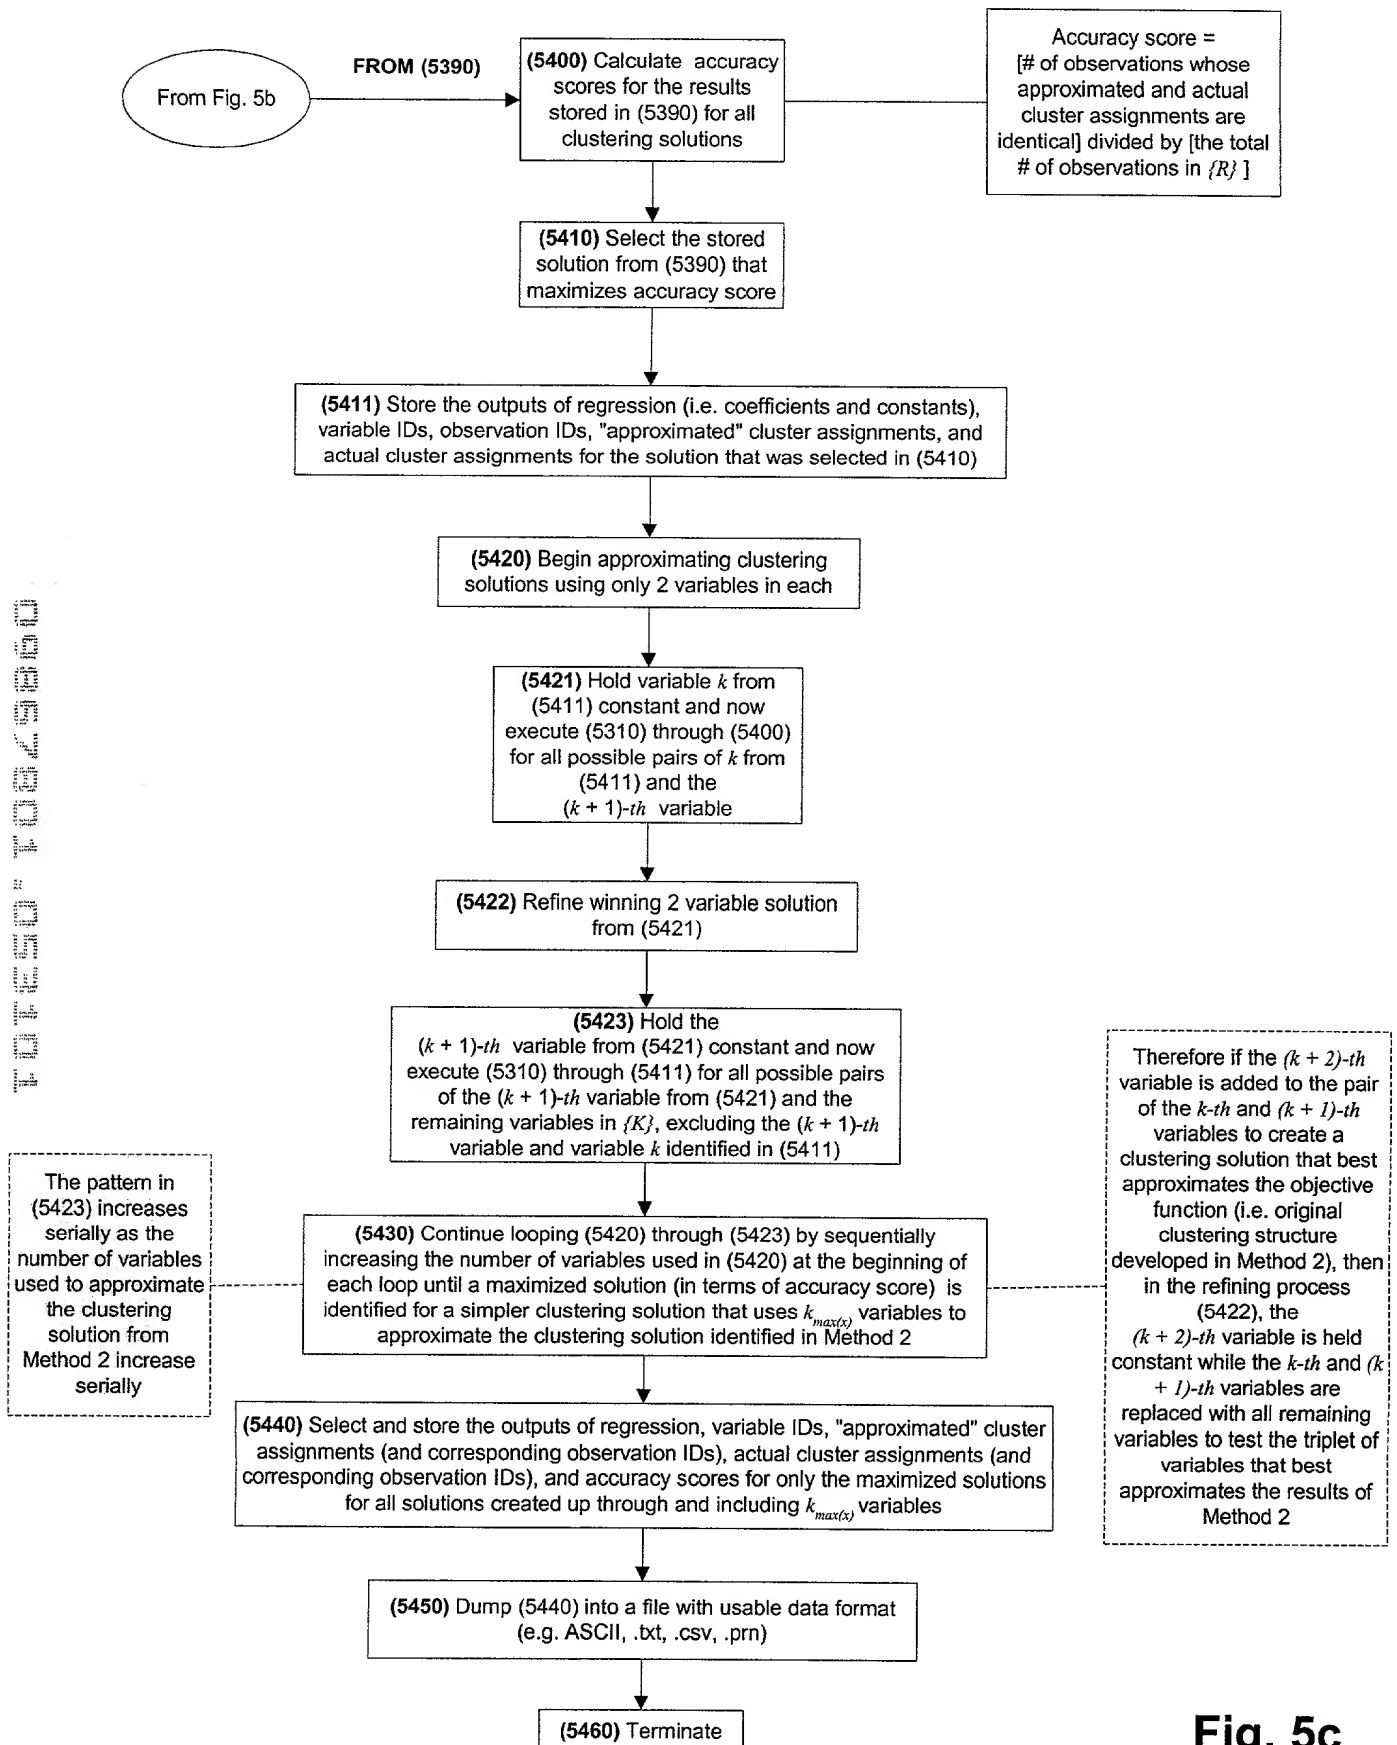 From Fig. 5b
FROM (5390)
(5400) Calculate accuracy
scores for the results
stored in (5390) for all
clustering solutions
Accuracy score =
[# of observations whose
approximated and actual
cluster assignments are
identical] divided by [the total
# of observations in {R} ]
(5410) Select the stored
solution from (5390) that
maximizes accuracy score
(5411) Store the outputs of regression (i.e. coefficients and constants),
variable IDs, observation IDs, "approximated" cluster assignments, and
actual cluster assignments for the solution that was selected in (5410)
(5420) Begin approximating clustering
solutions using only 2 variables in each
(5421) Hold variable k from
(5411) constant and now
execute (5310) through (5400)
for all possible pairs of k from
(5411) and the
(k + 1)-th variable
(5422) Refine winning 2 variable solution
from (5421)
(5423) Hold the
(k + 1)-th variable from (5421) constant and now
execute (5310) through (5411) for all possible pairs
of the (k + 1)-th variable from (5421) and the
remaining variables in {K}, excluding the (k + 1)-th
variable and variable k identified in (5411)
Therefore if the (k + 2)-th
variable is added to the pair
of the k-th and (k + 1)-th
variables to create a
clustering solution that best
approximates the objective
function (i.e. original
clustering structure
developed in Method 2), then
in the refining process
(5422), the
(k + 2)-th variable is held
constant while the k-th and (k
+ 1)-th variables are
replaced with all remaining
variables to test the triplet of
variables that best
approximates the results of
Method 2
The pattern in
(5423) increases
serially as the
number of variables
used to approximate
the clustering
solution from
Method 2 increase
serially
(5430) Continue looping (5420) through (5423) by sequentially
increasing the number of variables used in (5420) at the beginning of
each loop until a maximized solution (in terms of accuracy score) is
identified for a simpler clustering solution that uses kmax(x) variables to
approximate the clustering solution identified in Method 2
(5440) Select and store the outputs of regression, variable IDs, "approximated" cluster
assignments (and corresponding observation IDs), actual cluster assignments (and
corresponding observation IDs), and accuracy scores for only the maximized solutions
for all solutions created up through and including kmax(x) variables
(5450) Dump (5440) into a file with usable data format
(e.g. ASCII, .txt, .csv, .prn)
(5460) Terminate
Fig. 5c
09867801.053101